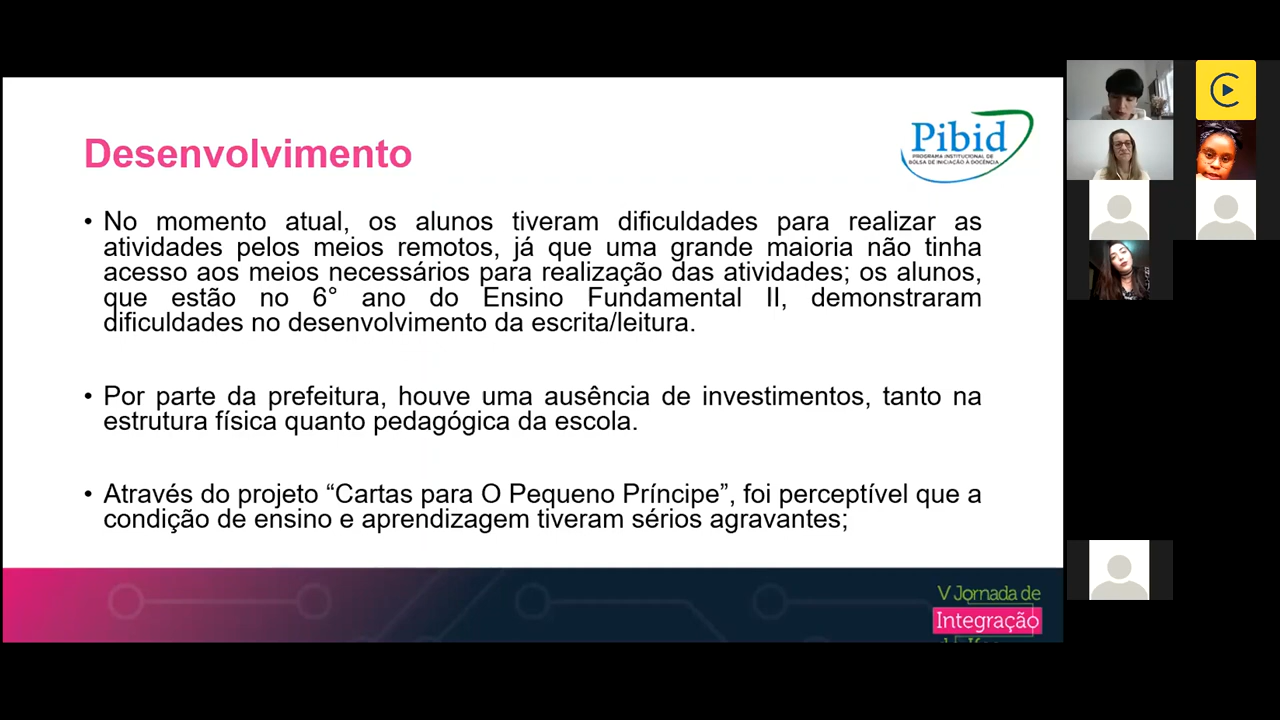 Desenvolvimento
Pibid
PROGRAMA INSTITUCIONAL DE
BOLSA DE INICIAÇÃO À DOCÊNCIA
• No momento atual, os alunos tiveram dificuldades para realizar as
atividades pelos meios remotos, já que uma grande maioria não tinha
acesso aos meios necessários para realização das atividades; os alunos,
que estão no 6° ano do Ensino Fundamental II, demonstraram
dificuldades no desenvolvimento da escrita/leitura.
• Por parte da prefeitura, houve uma ausência de investimentos, tanto na
estrutura física quanto pedagógica da escola.
• Através do projeto “Cartas para O Pequeno Príncipe”, foi perceptível que a
condição de ensino e aprendizagem tiveram sérios agravantes;
V Jornada de
Integração